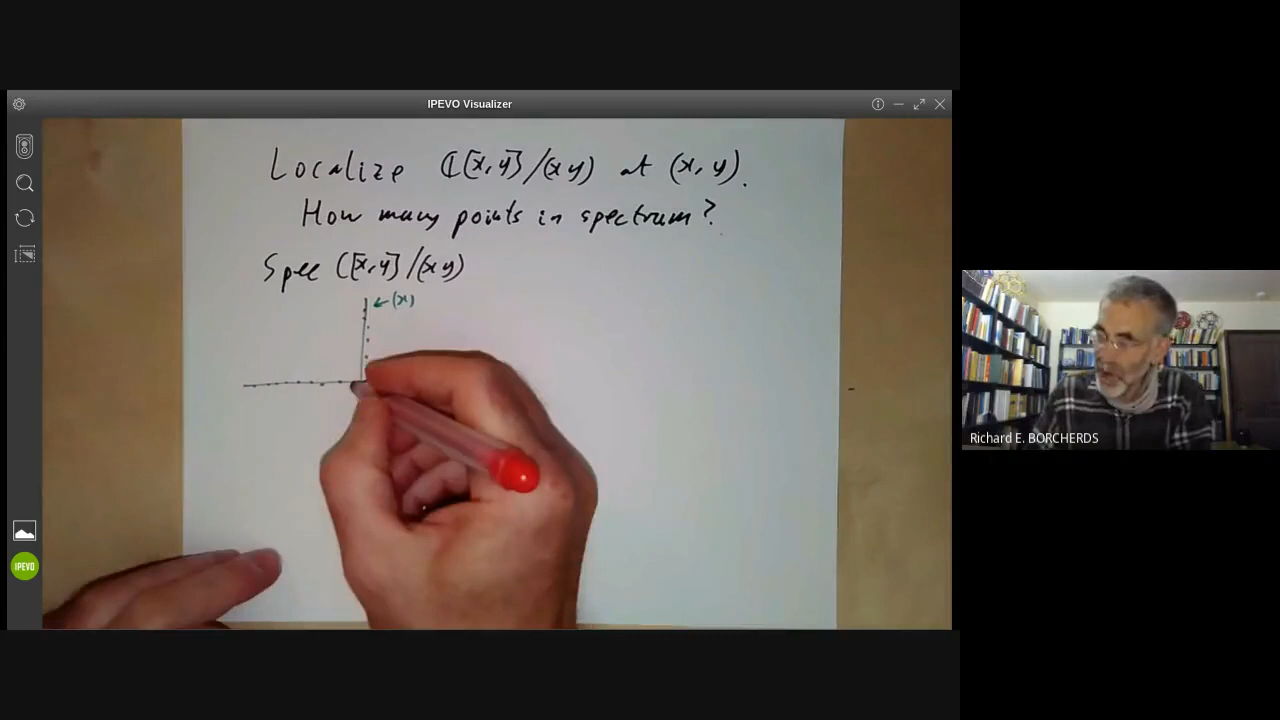 IPEVO Visualizer
Localize ℂ[x,y]/(xy) at (x, y).
How many points in spectrum?
Spec ℂ[x,y]/(xy)
←(x)
Richard E. BORCHERDS
IPEVO